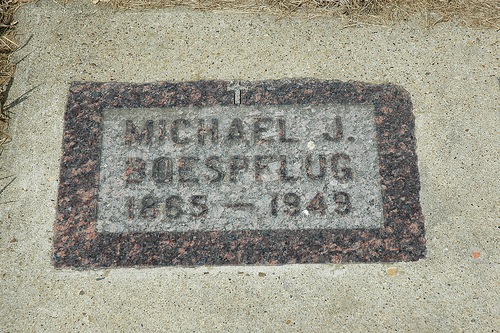 MICHAEL J.
BOESPFLUG
1865 — 1949